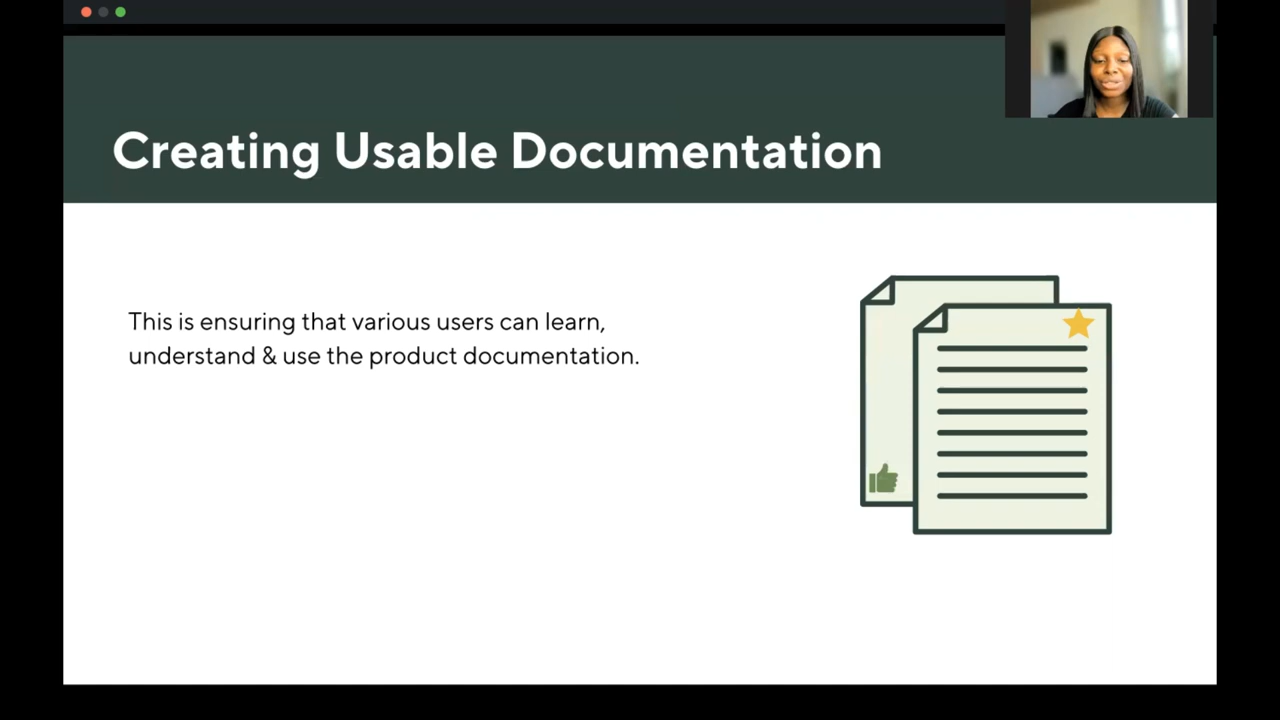 Creating Usable Documentation
This is ensuring that various users can learn,
understand & use the product documentation.